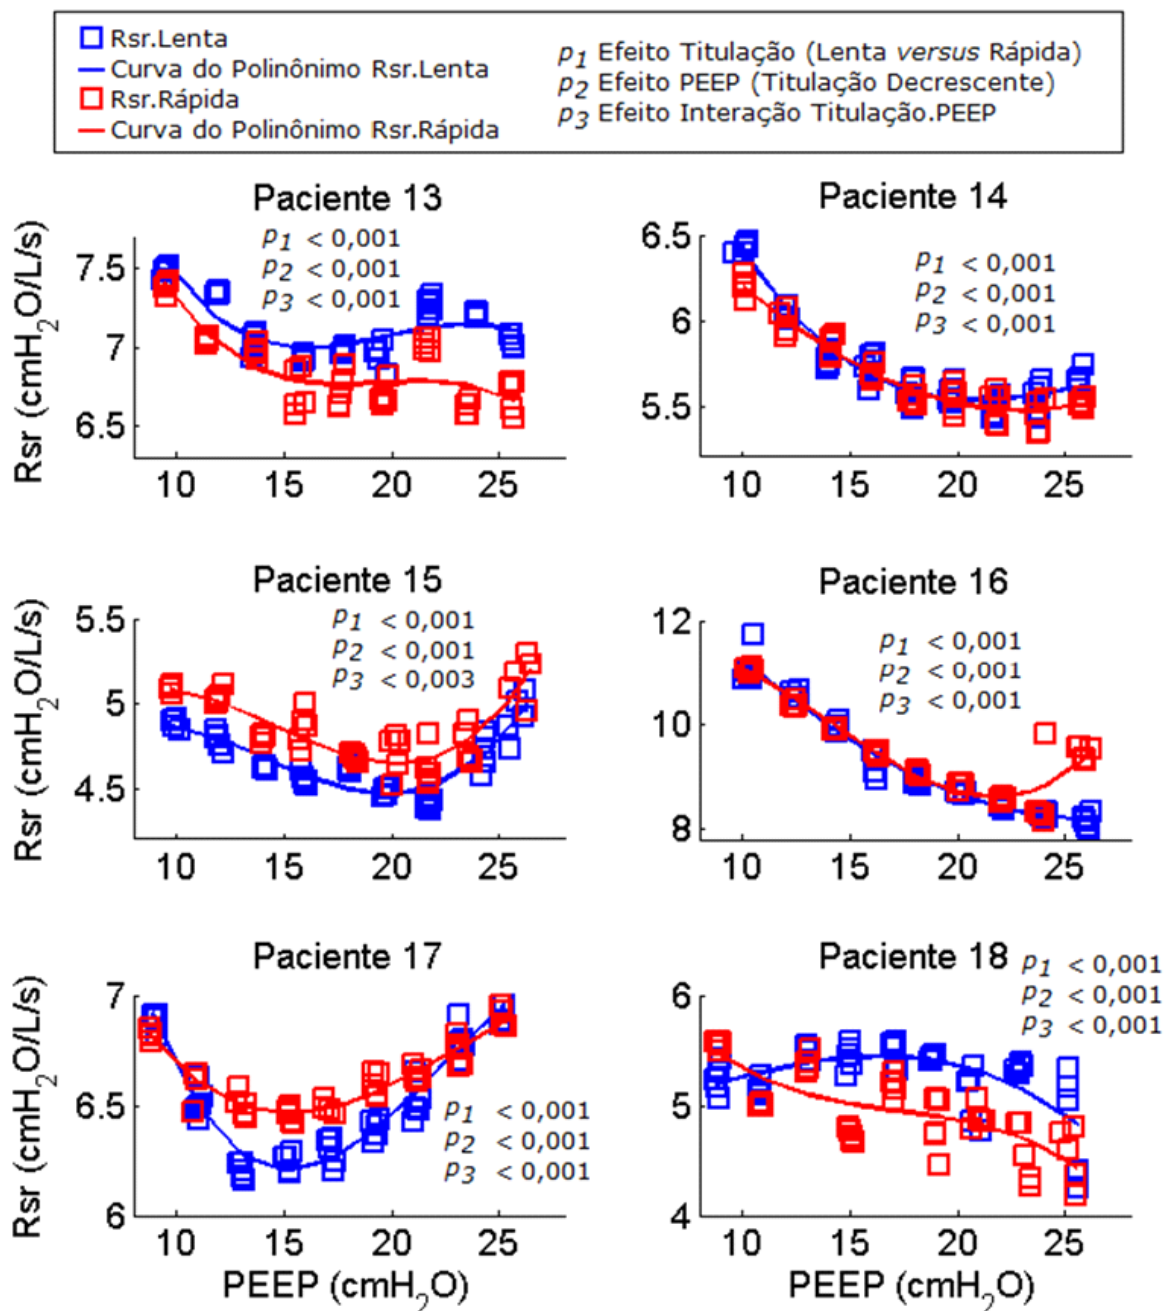 Rsr.Lenta
Curva do Polinônimo Rsr.Lenta
Rsr.Rápida
Curva do Polinônimo Rsr.Rápida
p1 Efeito Titulação (Lenta versus Rápida)
p2 Efeito PEEP (Titulação Decrescente)
p3 Efeito Interação Titulação.PEEP
Paciente 13
p1 < 0,001
p2 < 0,001
p3 < 0,001
Rsr (cmH2O/L/s)
7.5
7
6.5
10 15 20 25
Paciente 14
p1 < 0,001
p2 < 0,001
p3 < 0,001
6.5
6
5.5
10 15 20 25
Paciente 15
p1 < 0,001
p2 < 0,001
p3 < 0,003
Rsr (cmH2O/L/s)
5.5
5
4.5
10 15 20 25
Paciente 16
p1 < 0,001
p2 < 0,001
p3 < 0,001
12
10
8
10 15 20 25
Paciente 17
p1 < 0,001
p2 < 0,001
p3 < 0,001
Rsr (cmH2O/L/s)
7
6.5
6
10 15 20 25
PEEP (cmH2O)
Paciente 18
p1 < 0,001
p2 < 0,001
p3 < 0,001
6
5
4
10 15 20 25
PEEP (cmH2O)